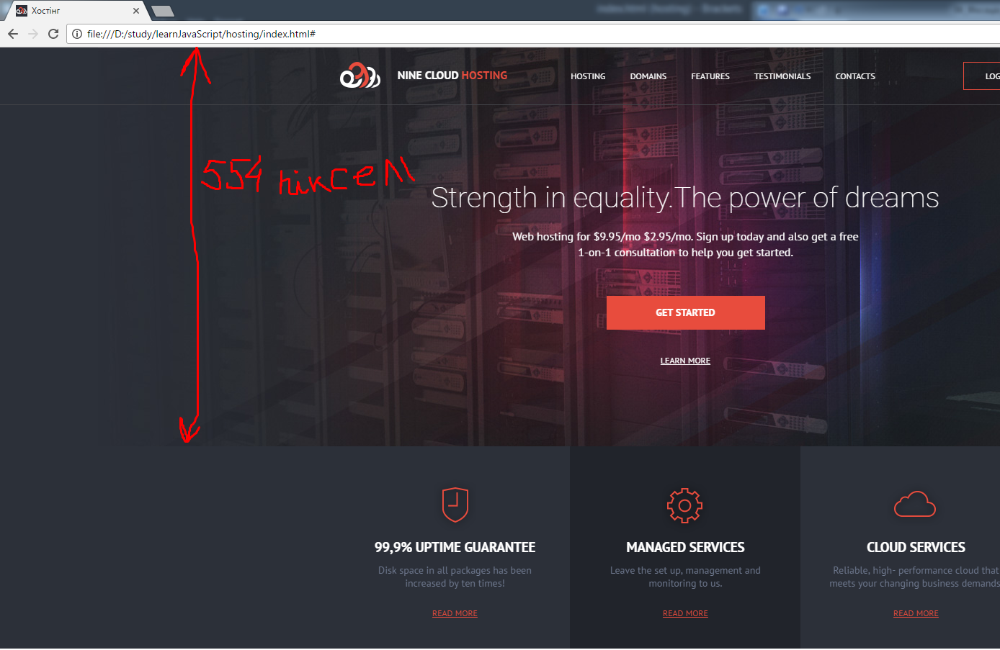 Хостінг
file:///D:/study/learnJavaScript/hosting/index.html#
NINE CLOUD HOSTING
HOSTING
DOMAINS
FEATURES
TESTIMONIALS
CONTACTS
LOG
554 піксел
Strength in equality.The power of dreams
Web hosting for $9.95/mo $2.95/mo. Sign up today and also get a free
1-on-1 consultation to help you get started.
GET STARTED
LEARN MORE
99,9% UPTIME GUARANTEE
Disk space in all packages has been
increased by ten times!
READ MORE
MANAGED SERVICES
Leave the set up, management and
monitoring to us.
READ MORE
CLOUD SERVICES
Reliable, high- performance cloud that
meets your changing business demands
READ MORE